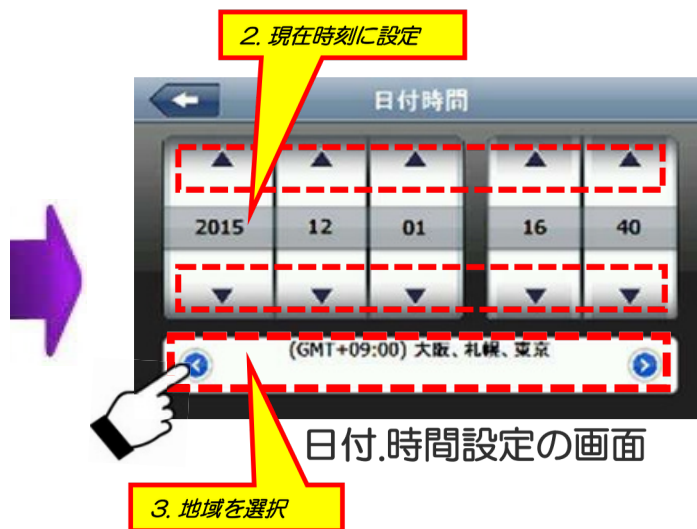 2. 現在時刻に設定
日付時間
2015 12 01 16 40
(GMT+09:00) 大阪、札幌、東京
日付.時間設定の画面
3. 地域を選択